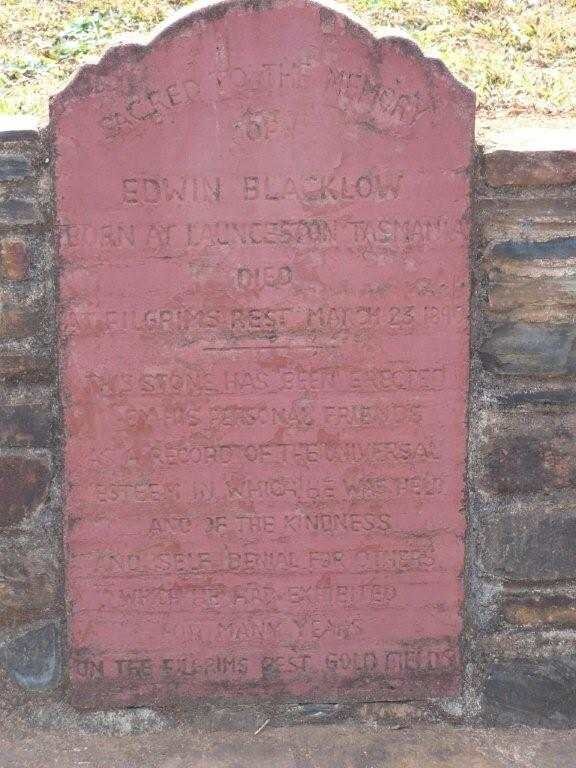 SACRED TO THE MEMORY
OF
EDWIN BLACKLOW
BORN AT LAUNCESTON TASMANIA
DIED
AT PILGRIMS REST MARCH 23
THIS STONE HAS BEEN ERECTED
BY HIS PERSONAL FRIENDS
AS A RECORD OF THE UNIVERSAL
ESTEEM IN WHICH HE WAS HELD
AND OF THE KINDNESS
AND SELF DENIAL FOR OTHERS
WHICH HE HAD EXHIBITED
MANY YEARS
ON THE PILGRIMS REST GOLD FIELDS